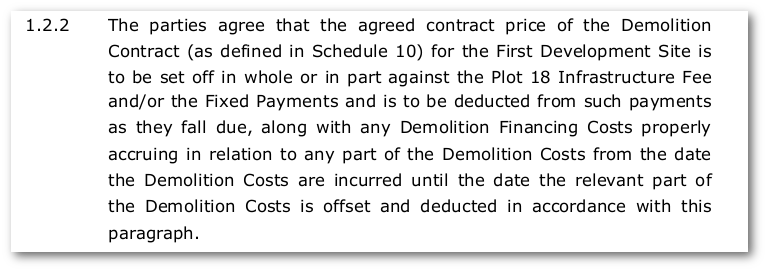 1.2.2 The parties agree that the agreed contract price of the Demolition
Contract (as defined in Schedule 10) for the First Development Site is
to be set off in whole or in part against the Plot 18 Infrastructure Fee
and/or the Fixed Payments and is to be deducted from such payments
as they fall due, along with any Demolition Financing Costs properly
accruing in relation to any part of the Demolition Costs from the date
the Demolition Costs are incurred until the date the relevant part of
the Demolition Costs is offset and deducted in accordance with this
paragraph.